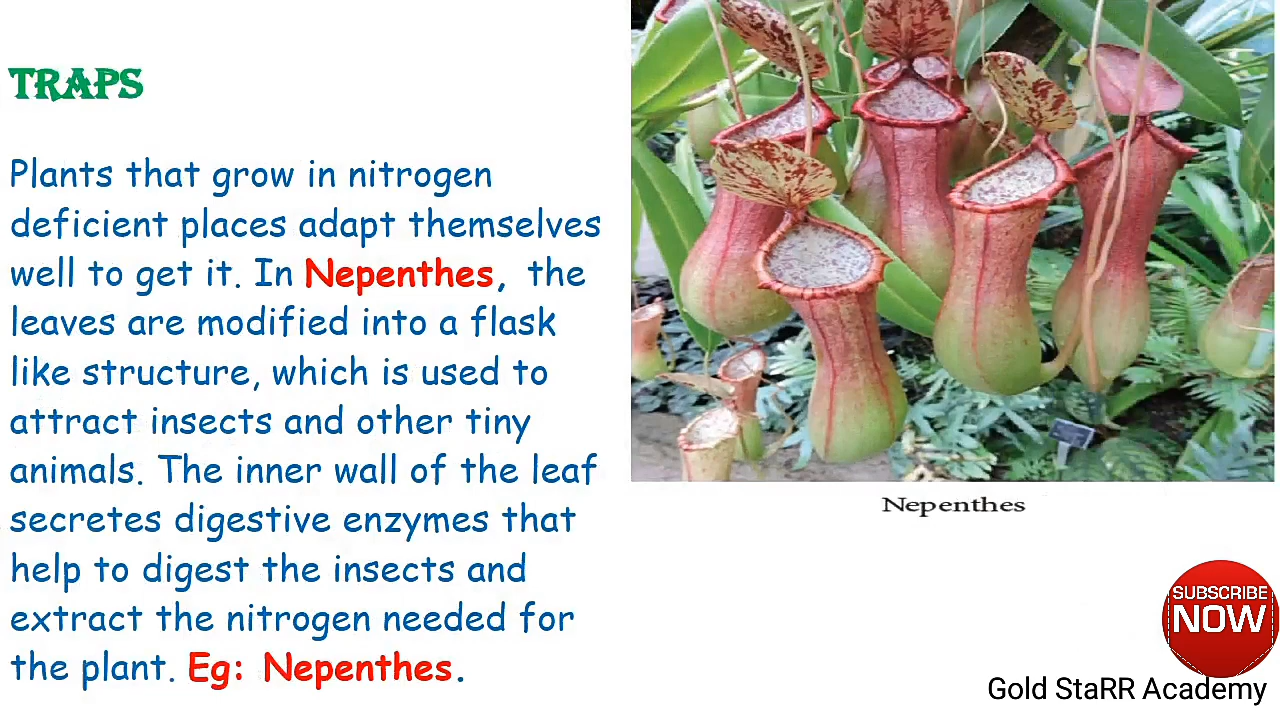 TRAPS
Plants that grow in nitrogen
deficient places adapt themselves
well to get it. In Nepenthes, the
leaves are modified into a flask
like structure, which is used to
attract insects and other tiny
animals. The inner wall of the leaf
secretes digestive enzymes that
help to digest the insects and
extract the nitrogen needed for
the plant. Eg: Nepenthes.
Nepenthes
SUBSCRIBE
NOW
Gold StaRR Academy